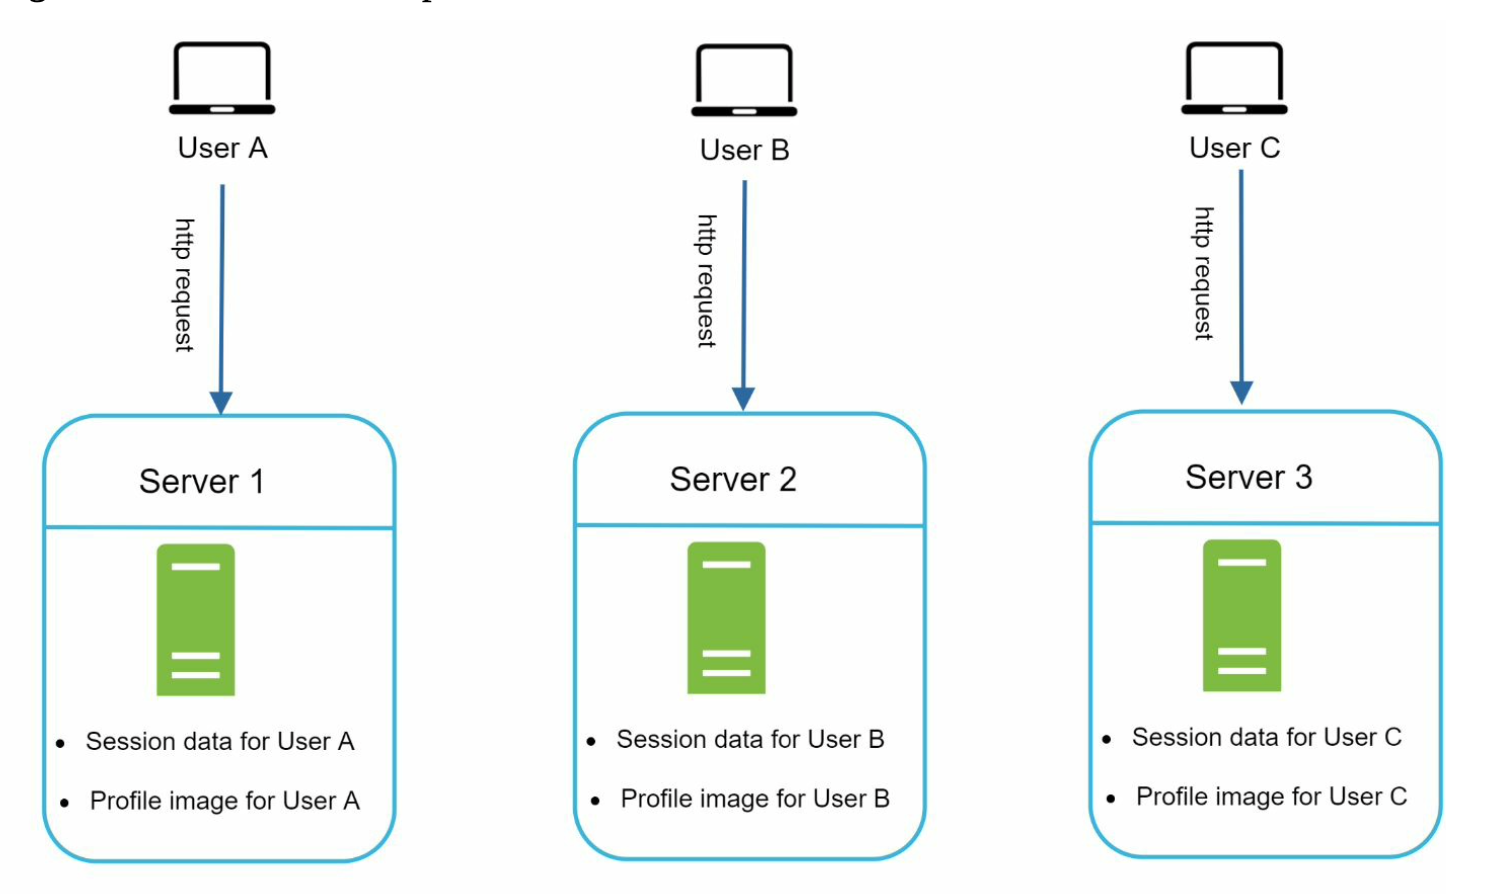 User A
User B
User C
http request
http request
http request
Server 1
Server 2
Server 3
• Session data for User A
• Profile image for User A
• Session data for User B
• Profile image for User B
• Session data for User C
• Profile image for User C